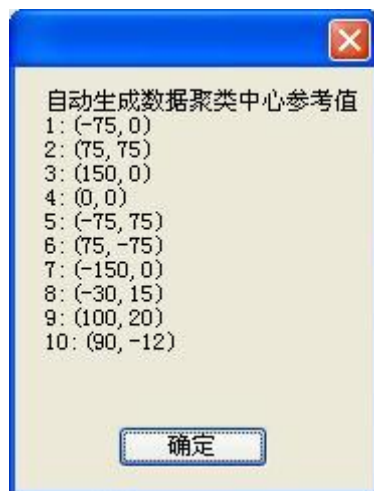 自动生成数据聚类中心参考值
1: (-75, 0)
2: (75, 75)
3: (150, 0)
4: (0, 0)
5: (-75, 75)
6: (75, -75)
7: (-150, 0)
8: (-30, 15)
9: (100, 20)
10: (90, -12)
确定